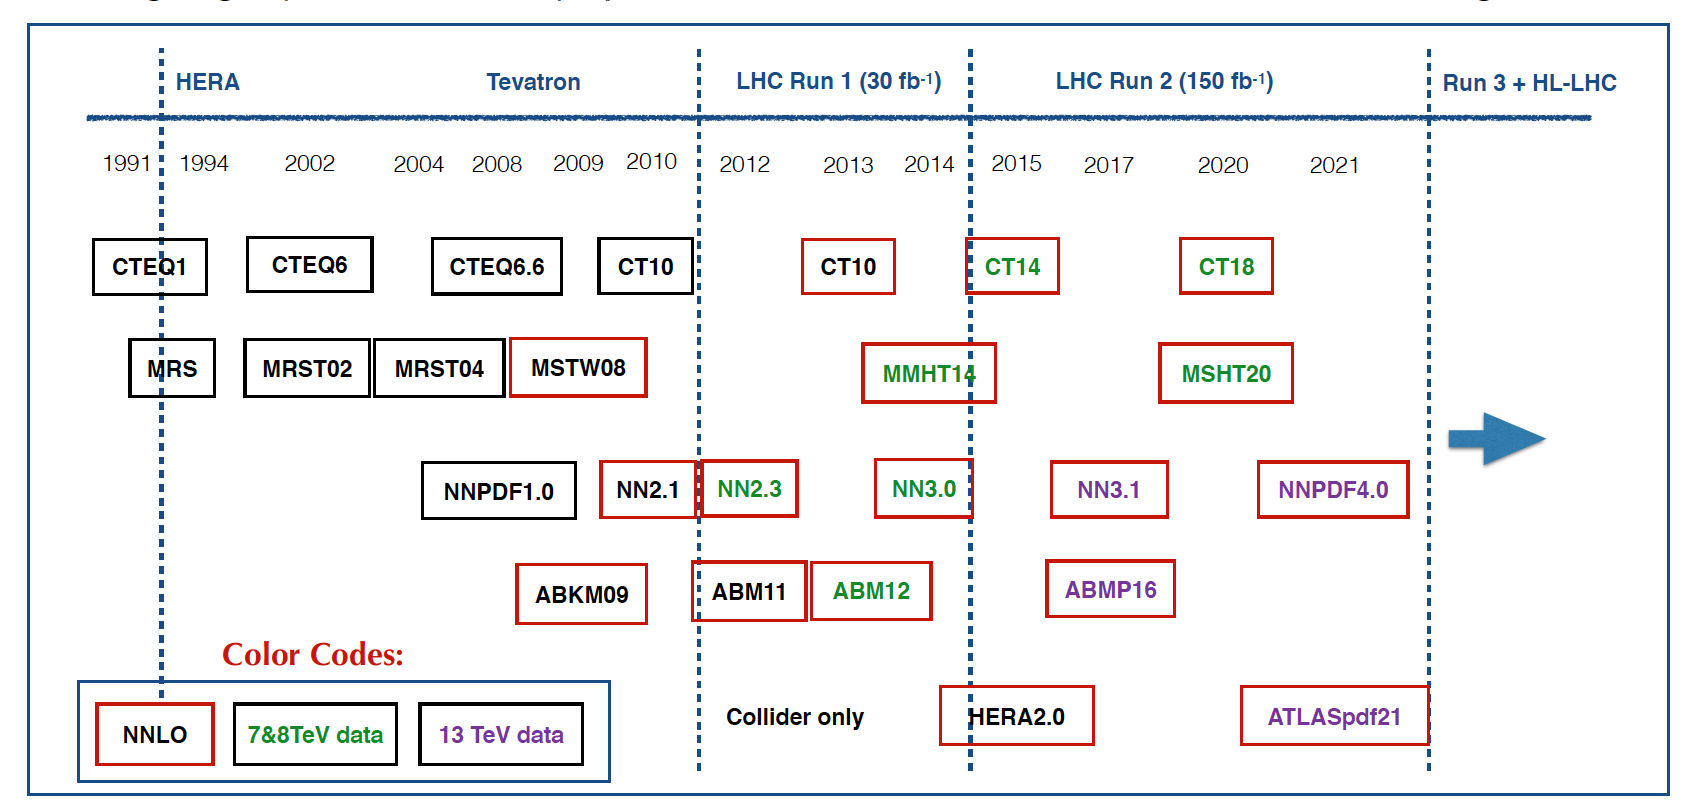 HERA Tevatron LHC Run 1 (30 fb-1) LHC Run 2 (150 fb-1) Run 3 + HL-LHC
1991 1994 2002 2004 2008 2009 2010 2012 2013 2014 2015 2017 2020 2021
CTEQ1 CTEQ6 CTEQ6.6 CT10 CT10 CT14 CT18
MRS MRST02 MRST04 MSTW08 MMHT14 MSHT20
NNPDF1.0 NN2.1 NN2.3 NN3.0 NN3.1 NNPDF4.0
ABKM09 ABM11 ABM12 ABMP16
Color Codes:
NNLO 7&8TeV data 13 TeV data
Collider only HERA2.0 ATLASpdf21